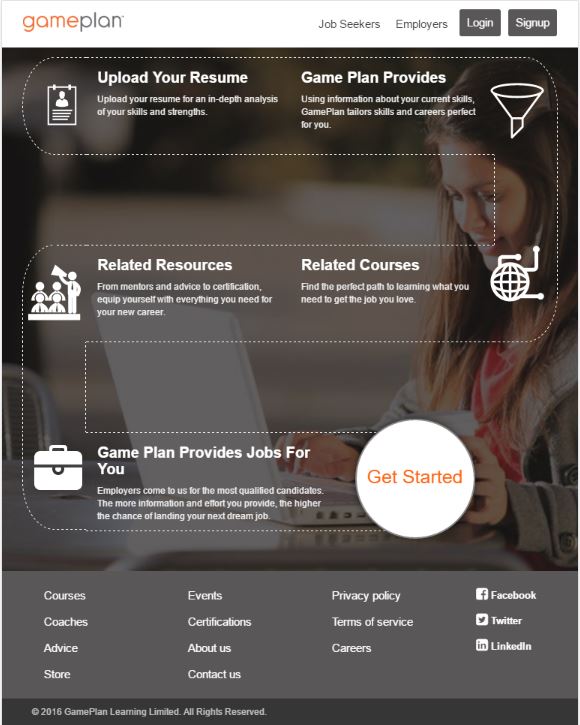 gameplan
Job Seekers Employers Login Signup
Upload Your Resume
Upload your resume for an in-depth analysis
of your skills and strengths.
Game Plan Provides
Using information about your current skills,
GamePlan tailors skills and careers perfect
for you.
Related Resources
From mentors and advice to certification,
equip yourself with everything you need for
your new career.
Related Courses
Find the perfect path to learning what you
need to get the job you love.
Game Plan Provides Jobs For
You
Employers come to us for the most qualified candidates.
The more information and effort you provide, the higher
the chance of landing your next dream job.
Get Started
Courses
Coaches
Advice
Store
Events
Certifications
About us
Contact us
Privacy policy
Terms of service
Careers
Facebook
Twitter
LinkedIn
© 2016 GamePlan Learning Limited. All Rights Reserved.